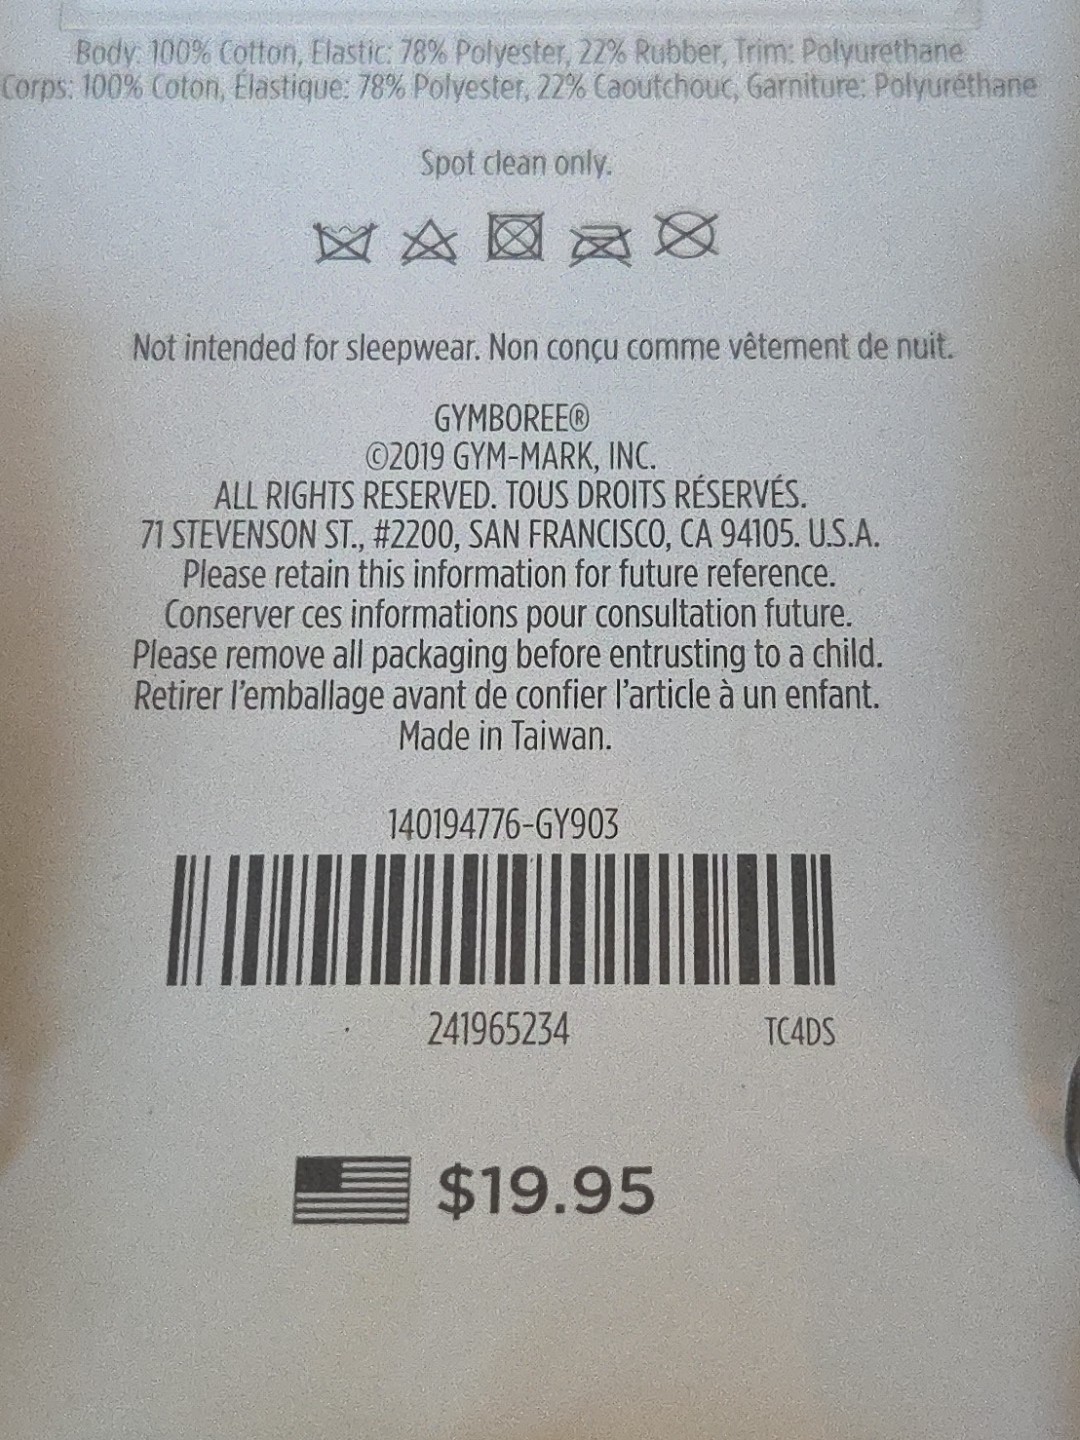 Body: 100% Cotton, Elastic: 78% Polyester, 22% Rubber, Trim: Polyurethane
Corps: 100% Coton, Élastique: 78% Polyester, 22% Caoutchouc, Garniture: Polyuréthane
Spot clean only.
Not intended for sleepwear. Non conçu comme vêtement de nuit.
GYMBOREE®
©2019 GYM-MARK, INC.
ALL RIGHTS RESERVED. TOUS DROITS RÉSERVÉS.
71 STEVENSON ST., #2200, SAN FRANCISCO, CA 94105. U.S.A.
Please retain this information for future reference.
Conserver ces informations pour consultation future.
Please remove all packaging before entrusting to a child.
Retirer l'emballage avant de confier l'article à un enfant.
Made in Taiwan.
140194776-GY903
241965234 TC4DS
$19.95